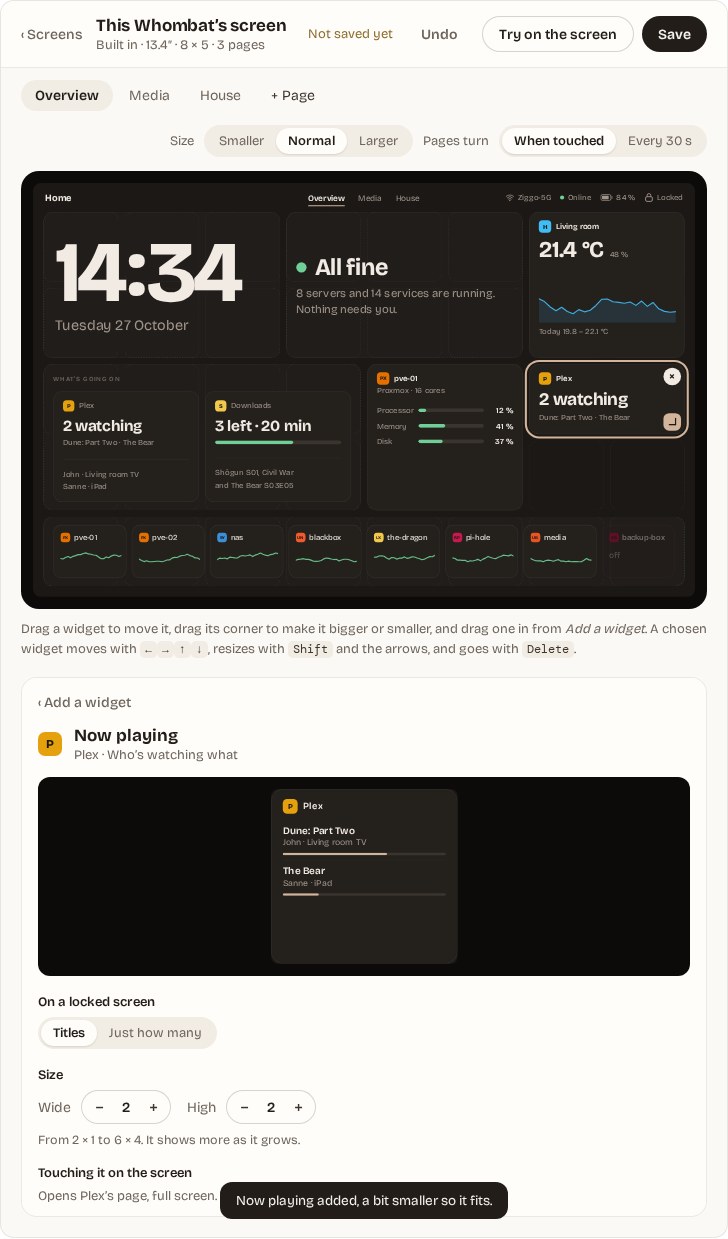 ‹ Screens
This Whombat’s screen
Built in · 13.4″ · 8 × 5 · 3 pages
Not saved yet
Undo
Try on the screen
Save
Overview
Media
House
+ Page
Size
Smaller
Normal
Larger
Pages turn
When touched
Every 30 s
Home
Overview
Media
House
Ziggo-5G
Online
84 %
Locked
14:34
Tuesday 27 October
All fine
8 servers and 14 services are running.
Nothing needs you.
H
Living room
21.4 °C
48 %
Today 19.8 – 22.1 °C
WHAT’S GOING ON
P
Plex
2 watching
Dune: Part Two · The Bear
John · Living room TV
Sanne · iPad
S
Downloads
3 left · 20 min
Shōgun S01, Civil War
and The Bear S03E05
pve-01
Proxmox · 16 cores
Processor
12 %
Memory
41 %
Disk
37 %
P
Plex
×
2 watching
Dune: Part Two · The Bear
pve-01
pve-02
nas
blackbox
the-dragon
pi-hole
media
backup-box
off
Drag a widget to move it, drag its corner to make it bigger or smaller, and drag one in from Add a widget. A chosen
widget moves with ← → ↑ ↓, resizes with Shift and the arrows, and goes with Delete.
‹ Add a widget
P
Now playing
Plex · Who’s watching what
P
Plex
Dune: Part Two
John · Living room TV
The Bear
Sanne · iPad
On a locked screen
Titles
Just how many
Size
Wide
− 2 +
High
− 2 +
From 2 × 1 to 6 × 4. It shows more as it grows.
Touching it on the screen
Opens Plex’s page, full screen.
Now playing added, a bit smaller so it fits.